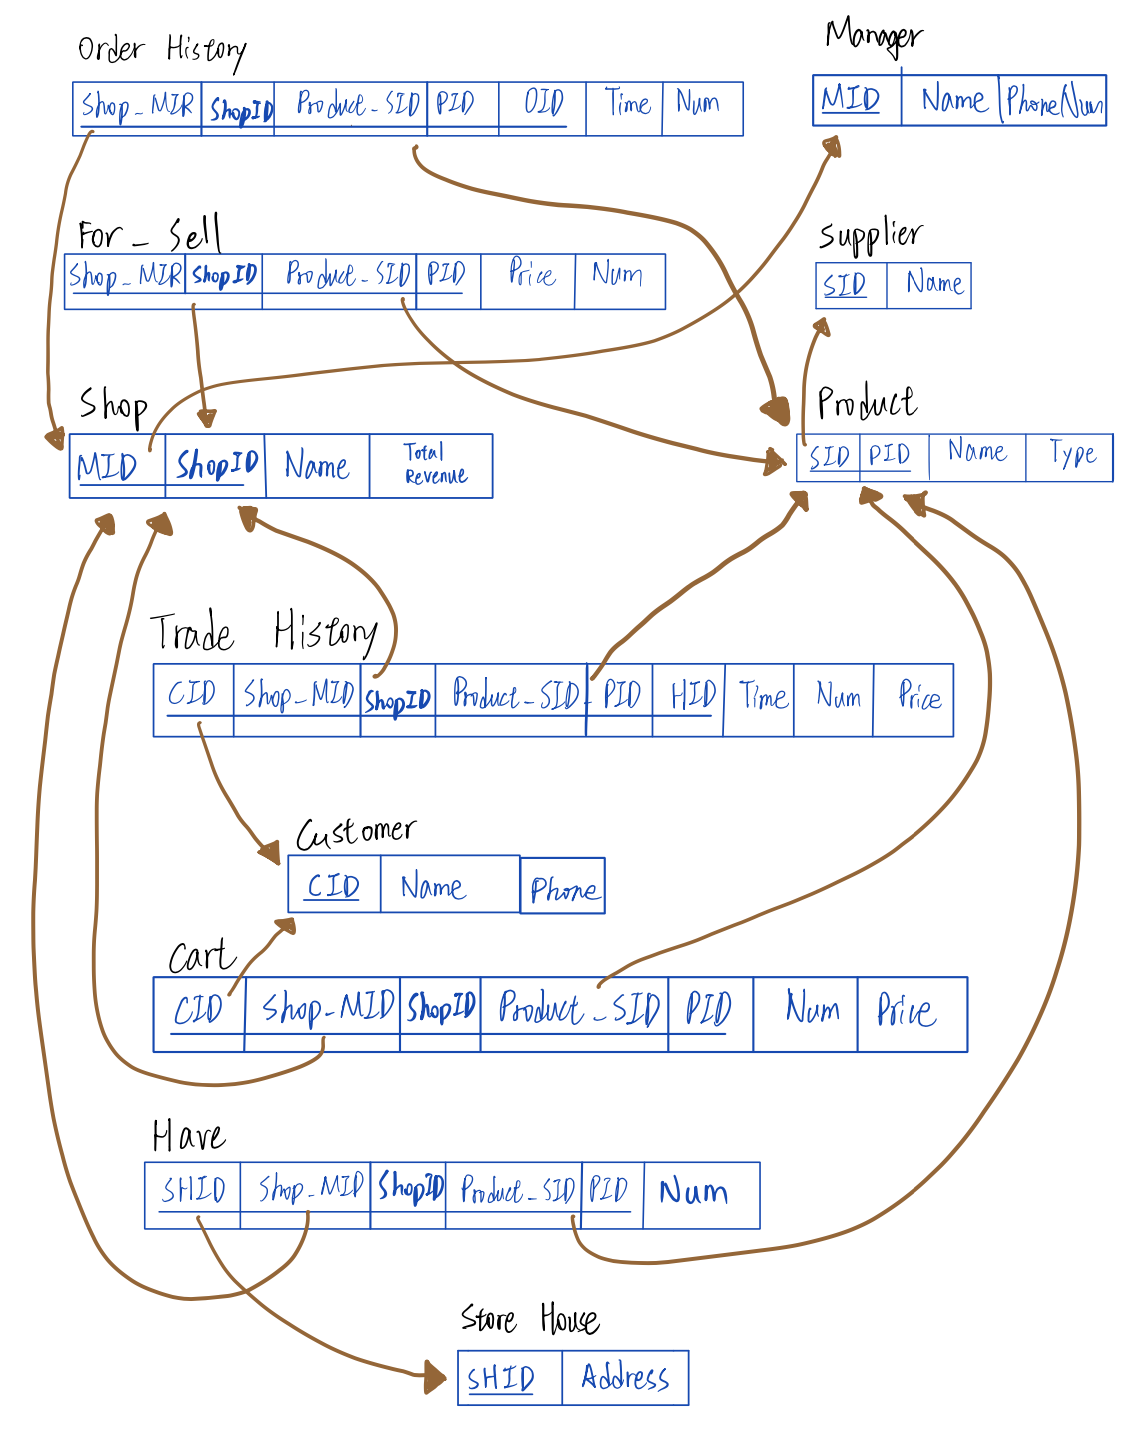 Order History
Shop_MIR ShopID Product_SID PID OID Time Num
Manager
MID Name PhoneNum
For_Sell
Shop_MIR ShopID Product_SID PID Price Num
Supplier
SID Name
Shop
MID ShopID Name Total Revenue
Product
SID PID Name Type
Trade History
CID Shop_MID ShopID Product_SID PID HID Time Num Price
Customer
CID Name Phone
Cart
CID Shop_MID ShopID Product_SID PID Num Price
Have
SHID Shop_MID ShopID Product_SID PID Num
Store House
SHID Address